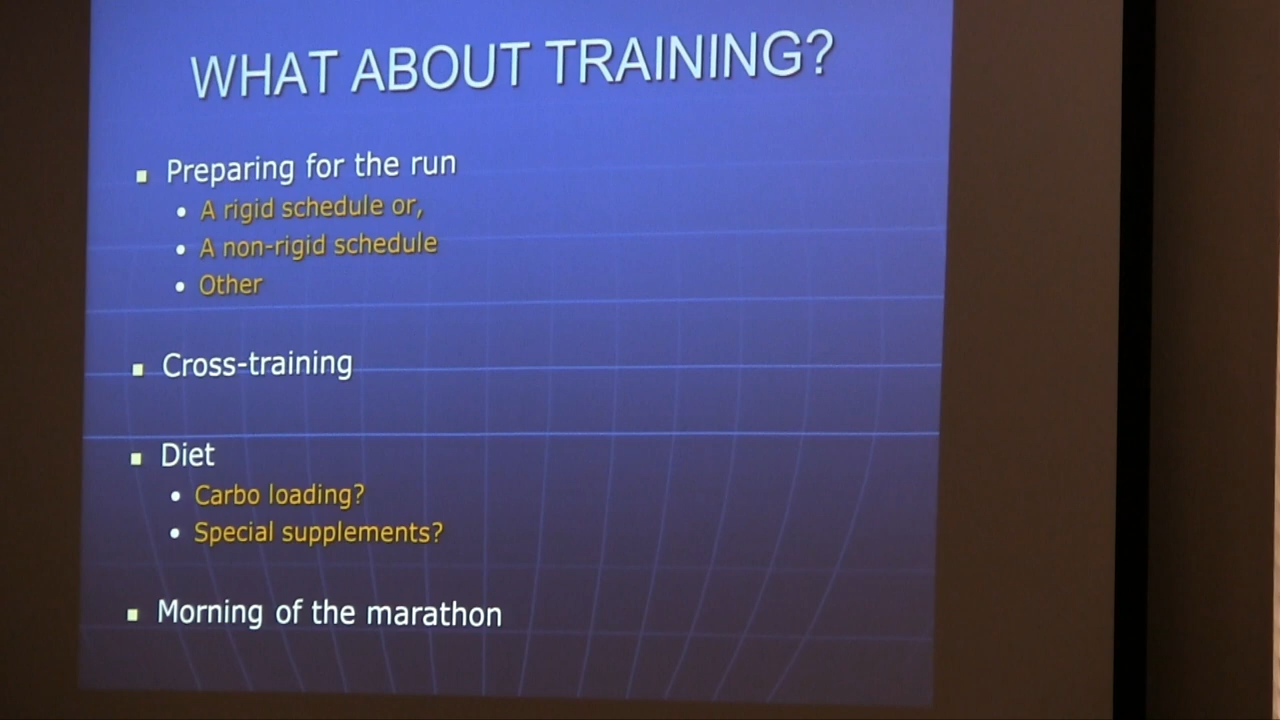 WHAT ABOUT TRAINING?
Preparing for the run
A rigid schedule or,
A non-rigid schedule
Other
Cross-training
Diet
Carbo loading?
Special supplements?
Morning of the marathon